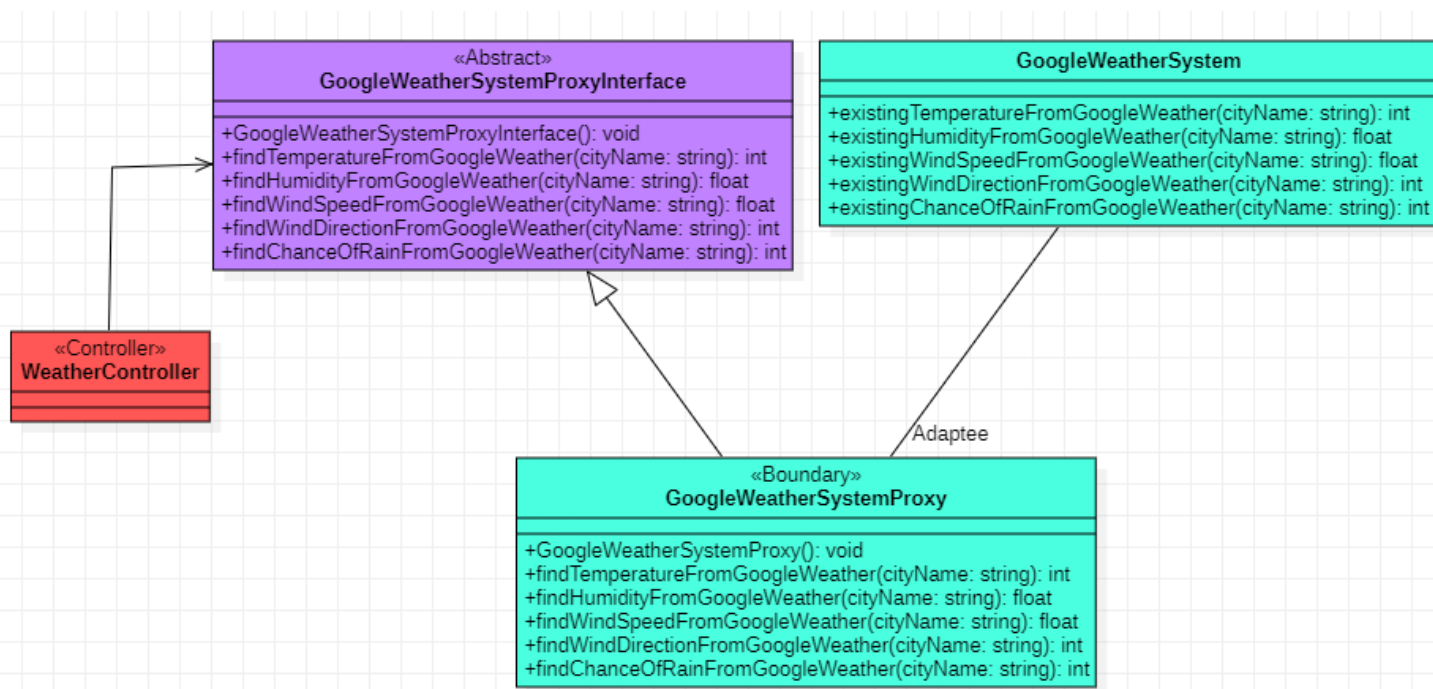 «Abstract»
GoogleWeatherSystemProxyInterface
+GoogleWeatherSystemProxyInterface(): void
+findTemperatureFromGoogleWeather(cityName: string): int
+findHumidityFromGoogleWeather(cityName: string): float
+findWindSpeedFromGoogleWeather(cityName: string): float
+findWindDirectionFromGoogleWeather(cityName: string): int
+findChanceOfRainFromGoogleWeather(cityName: string): int
GoogleWeatherSystem
+existingTemperatureFromGoogleWeather(cityName: string): int
+existingHumidityFromGoogleWeather(cityName: string): float
+existingWindSpeedFromGoogleWeather(cityName: string): float
+existingWindDirectionFromGoogleWeather(cityName: string): int
+existingChanceOfRainFromGoogleWeather(cityName: string): int
«Controller»
WeatherController
Adaptee
«Boundary»
GoogleWeatherSystemProxy
+GoogleWeatherSystemProxy(): void
+findTemperatureFromGoogleWeather(cityName: string): int
+findHumidityFromGoogleWeather(cityName: string): float
+findWindSpeedFromGoogleWeather(cityName: string): float
+findWindDirectionFromGoogleWeather(cityName: string): int
+findChanceOfRainFromGoogleWeather(cityName: string): int